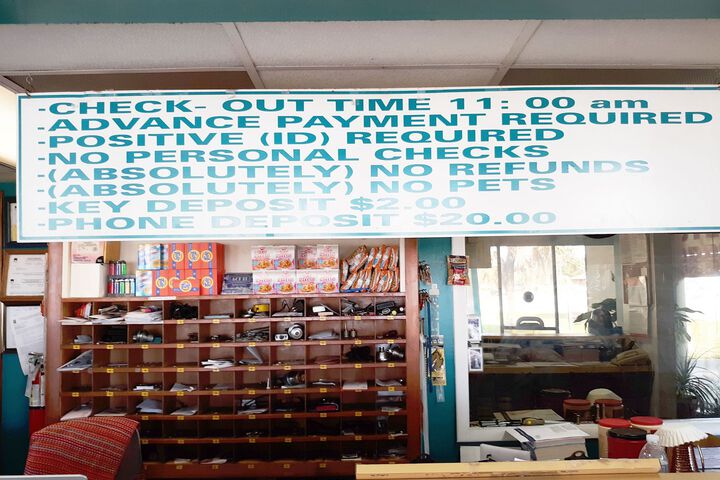 -CHECK- OUT TIME 11: 00 am
-ADVANCE PAYMENT REQUIRED
-POSITIVE (ID) REQUIRED
-NO PERSONAL CHECKS
-(ABSOLUTELY) NO REFUNDS
-(ABSOLUTELY) NO PETS
-KEY DEPOSIT $2.00
-PHONE DEPOSIT $20.00